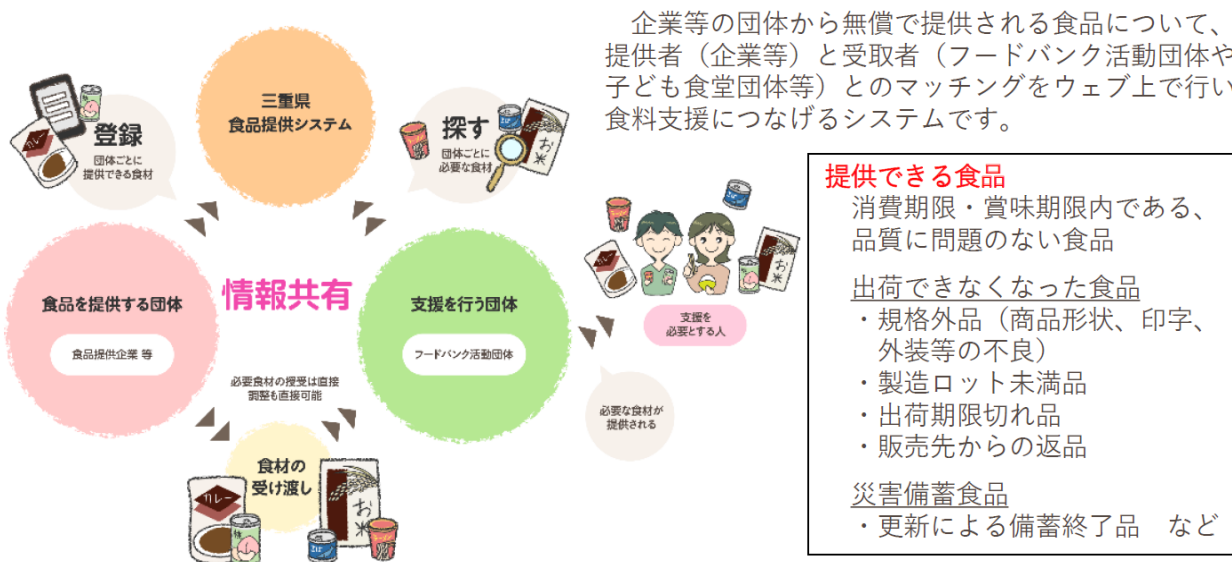 企業等の団体から無償で提供される食品について、
提供者（企業等）と受取者（フードバンク活動団体や
子ども食堂団体等）とのマッチングをウェブ上で行い
食料支援につなげるシステムです。
三重県
食品提供システム
登録
団体ごとに
提供できる食材
探す
団体ごとに
必要な食材
カレー
お米
食品を提供する団体
食品提供企業 等
情報共有
支援を行う団体
フードバンク活動団体
お米
支援を
必要とする人
必要食材の授受は直接
調整も直接可能
必要な食材が
提供される
食材の
受け渡し
カレー
桃
お米
さば
提供できる食品
消費期限・賞味期限内である、
品質に問題のない食品
出荷できなくなった食品
・規格外品（商品形状、印字、
外装等の不良）
・製造ロット未満品
・出荷期限切れ品
・販売先からの返品
災害備蓄食品
・更新による備蓄終了品　など